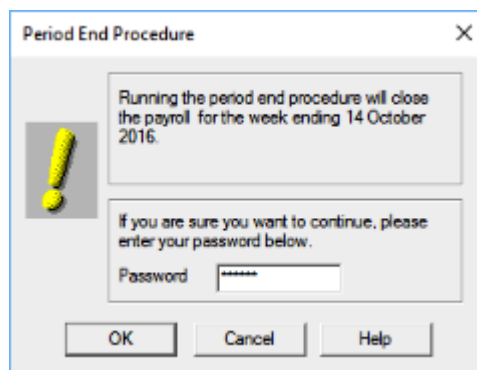 Period End Procedure
Running the period end procedure will close
the payroll for the week ending 14 October
2016.
If you are sure you want to continue, please
enter your password below.
Password ******
OK Cancel Help